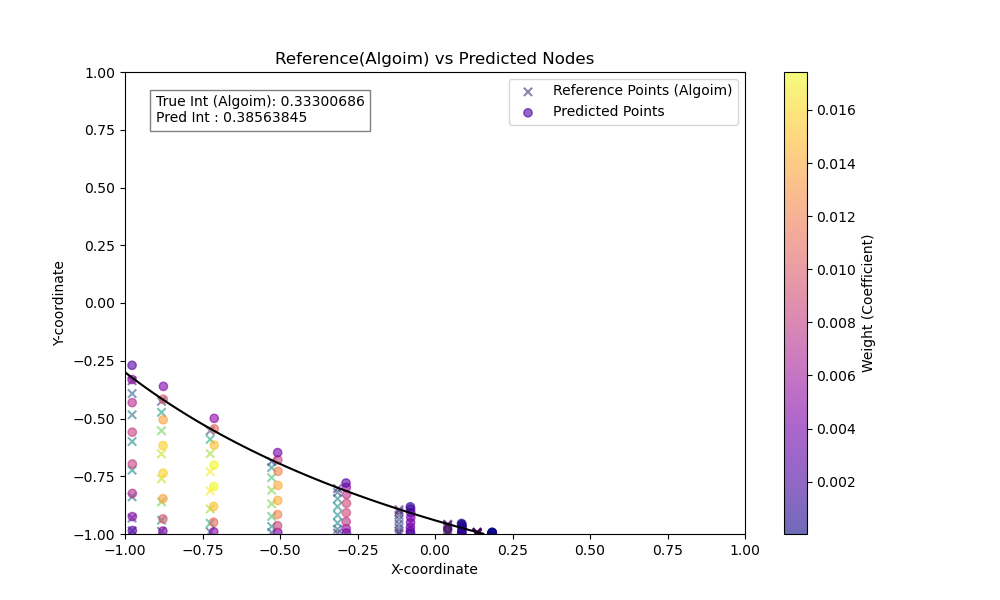 Reference(Algoim) vs Predicted Nodes
True Int (Algoim): 0.33300686
Pred Int : 0.38563845
Reference Points (Algoim)
Predicted Points
1.00
0.75
0.50
0.25
0.00
−0.25
−0.50
−0.75
−1.00
Y-coordinate
−1.00 −0.75 −0.50 −0.25 0.00 0.25 0.50 0.75 1.00
X-coordinate
0.016
0.014
0.012
0.010
0.008
0.006
0.004
0.002
Weight (Coefficient)